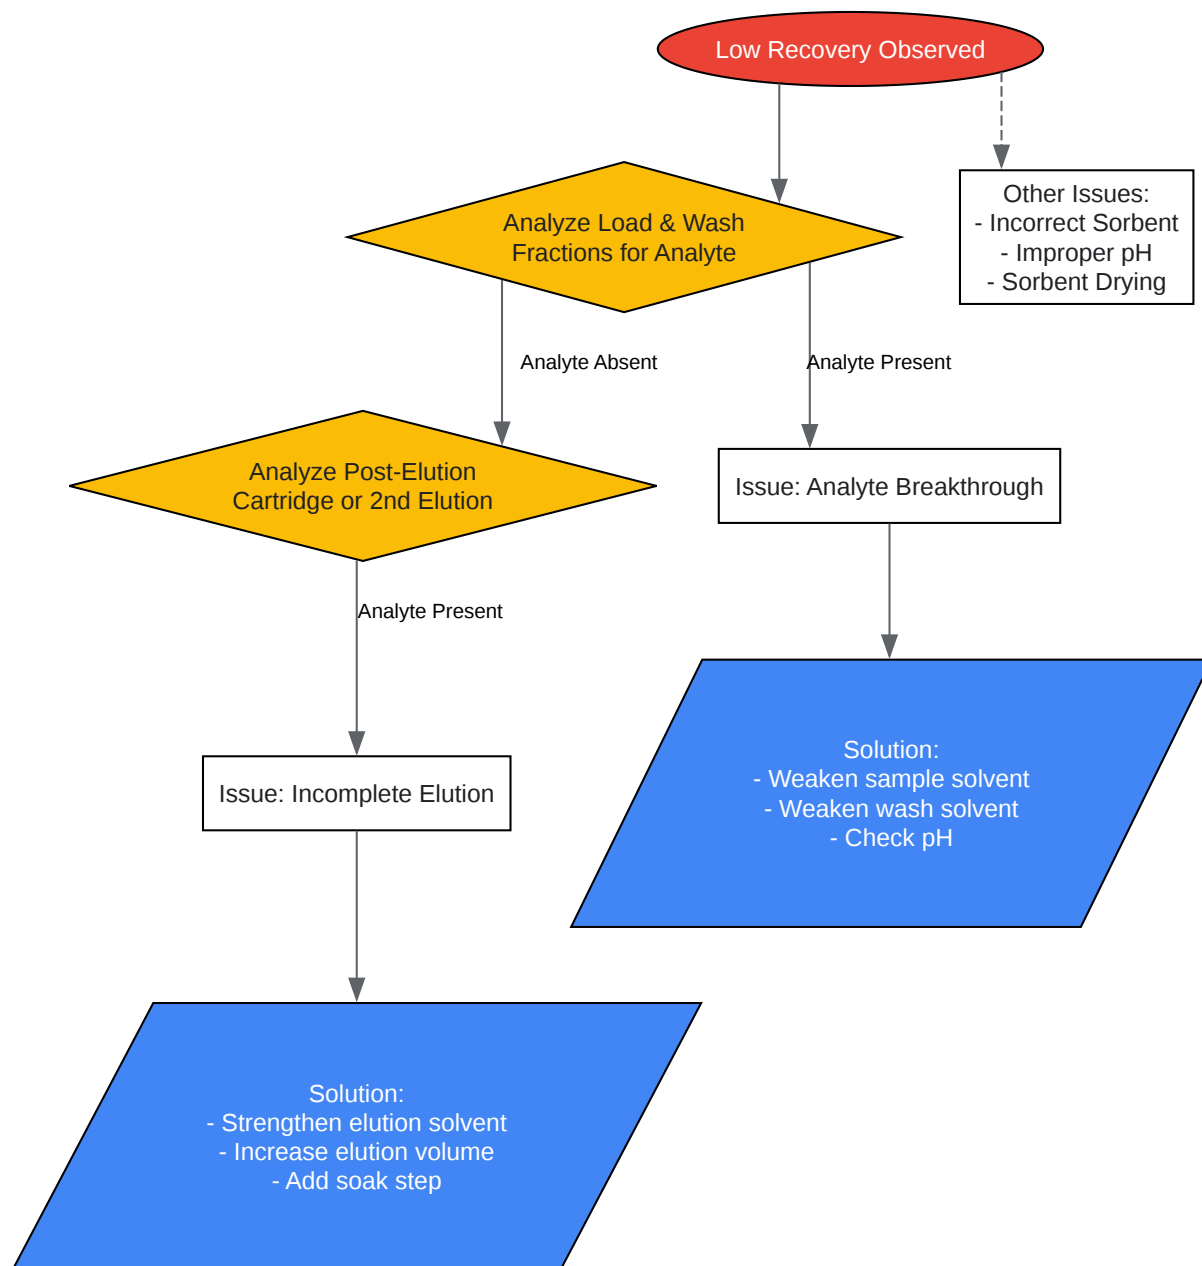 Low Recovery Observed
Other Issues:
- Incorrect Sorbent
- Improper pH
- Sorbent Drying
Analyze Load & Wash
Fractions for Analyte
Analyte Absent
Analyte Present
Analyze Post-Elution
Cartridge or 2nd Elution
Issue: Analyte Breakthrough
Analyte Present
Solution:
- Weaken sample solvent
- Weaken wash solvent
- Check pH
Issue: Incomplete Elution
Solution:
- Strengthen elution solvent
- Increase elution volume
- Add soak step